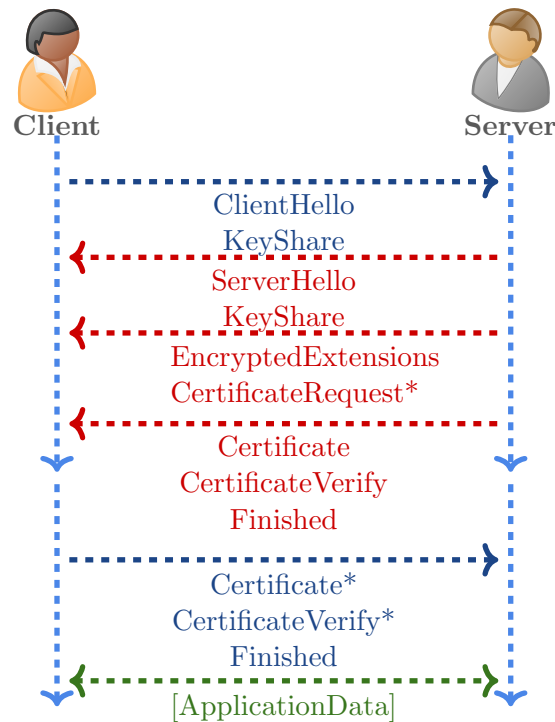 Client
Server
ClientHello
KeyShare
ServerHello
KeyShare
EncryptedExtensions
CertificateRequest*
Certificate
CertificateVerify
Finished
Certificate*
CertificateVerify*
Finished
[ApplicationData]